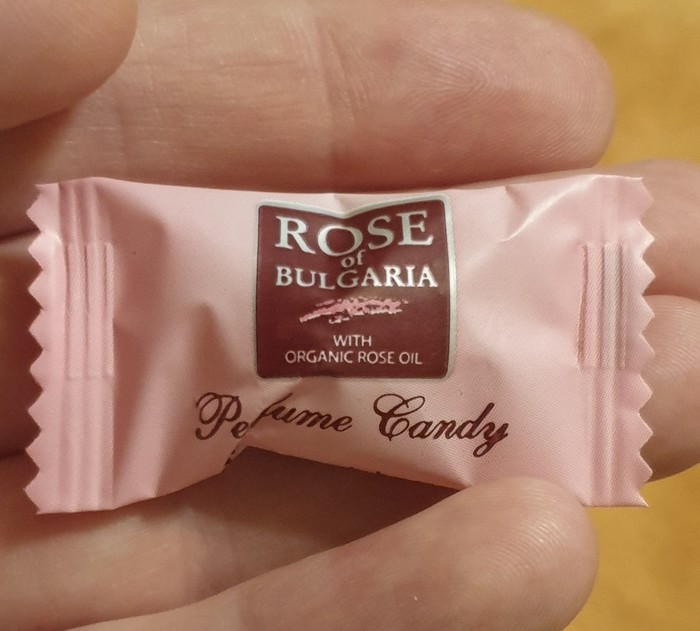 ROSE
of
BULGARIA
WITH
ORGANIC ROSE OIL
Perfume Candy